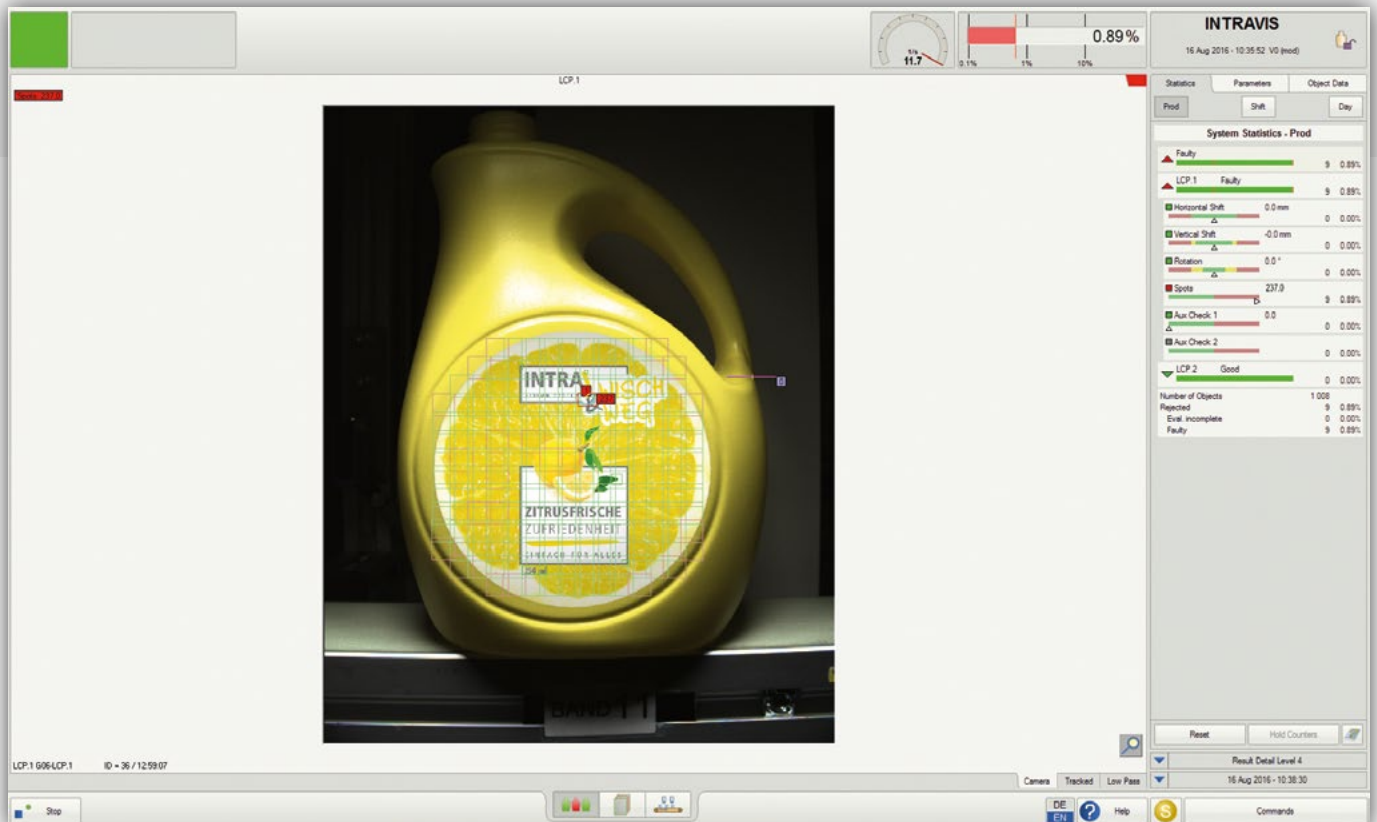 1/s
11.7
0.89%
0.1%
1%
10%
INTRAVIS
16 Aug 2016 - 10:35:52 V0 (mod)
LCP.1
Spots 237.0
Statistics
Parameters
Object Data
Prod
Shift
Day
System Statistics - Prod
Faulty
9 0.89%
LCP.1 Faulty
9 0.89%
Horizontal Shift 0.0 mm
0 0.00%
Vertical Shift -0.0 mm
0 0.00%
Rotation 0.0 °
0 0.00%
Spots 237.0
9 0.89%
Aux Check 1 0.0
0 0.00%
Aux Check 2
0 0.00%
LCP.2 Good
0 0.00%
Number of Objects 1 008
Rejected 9 0.89%
Eval. incomplete 0 0.00%
Faulty 9 0.89%
INTRA
WISCH
WEG
ZITRUSFRISCHE
ZUFRIEDENHEIT
EINFACH FÜR ALLES
BAND 11
Reset
Hold Counters
Result Detail Level 4
16 Aug 2016 - 10:38:30
LCP.1 G06-LCP.1 ID = 36 / 12:59:07
Camera
Tracked
Low Pass
Stop
DE
EN
Help
S
Commands